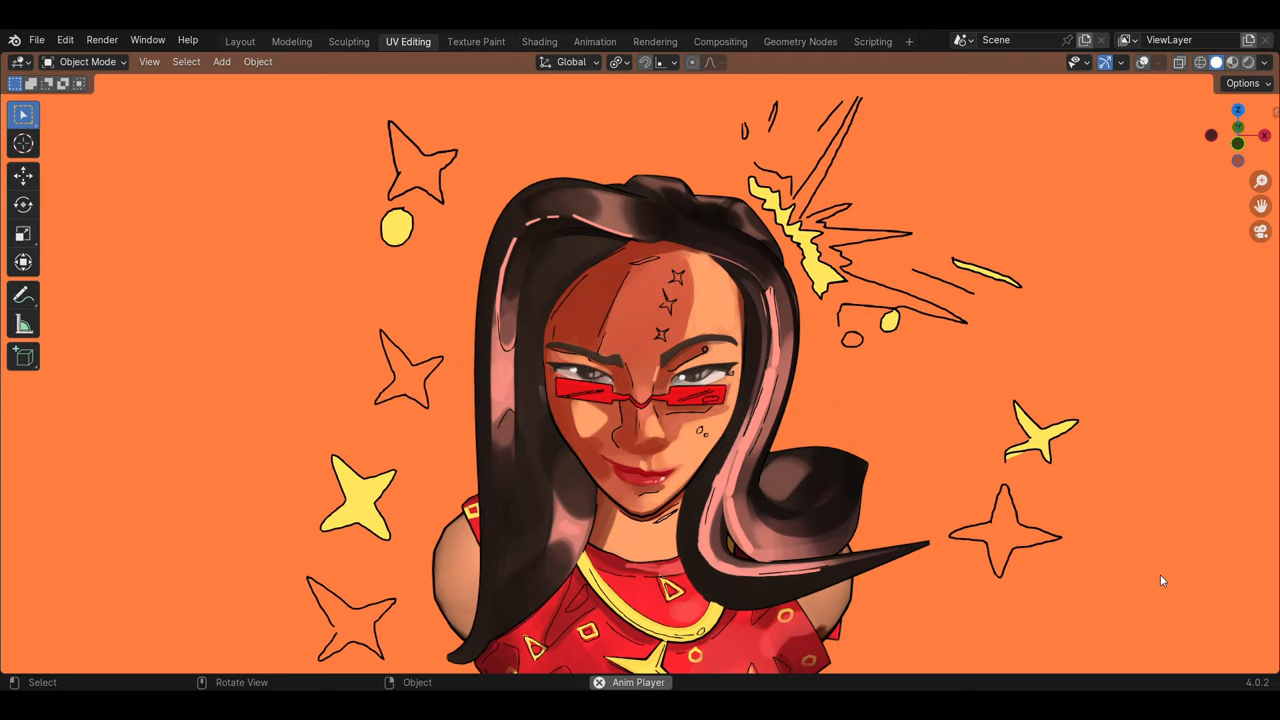 File Edit Render Window Help Layout Modeling Sculpting UV Editing Texture Paint Shading Animation Rendering Compositing Geometry Nodes Scripting + Scene ViewLayer
Object Mode View Select Add Object Global
Options
Z
Y
X
Select Rotate View Object Anim Player 4.0.2